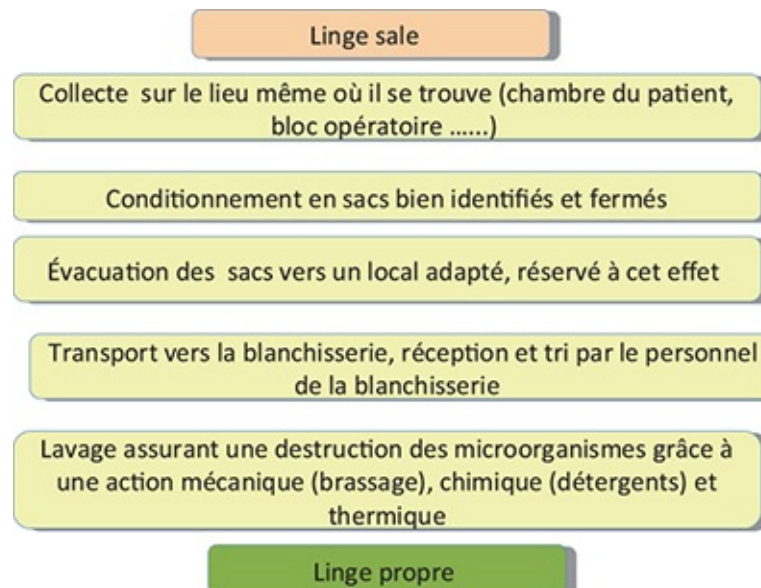 Linge sale
Collecte sur le lieu même où il se trouve (chambre du patient,
bloc opératoire ......)
Conditionnement en sacs bien identifiés et fermés
Évacuation des sacs vers un local adapté, réservé à cet effet
Transport vers la blanchisserie, réception et tri par le personnel
de la blanchisserie
Lavage assurant une destruction des microorganismes grâce à
une action mécanique (brassage), chimique (détergents) et
thermique
Linge propre